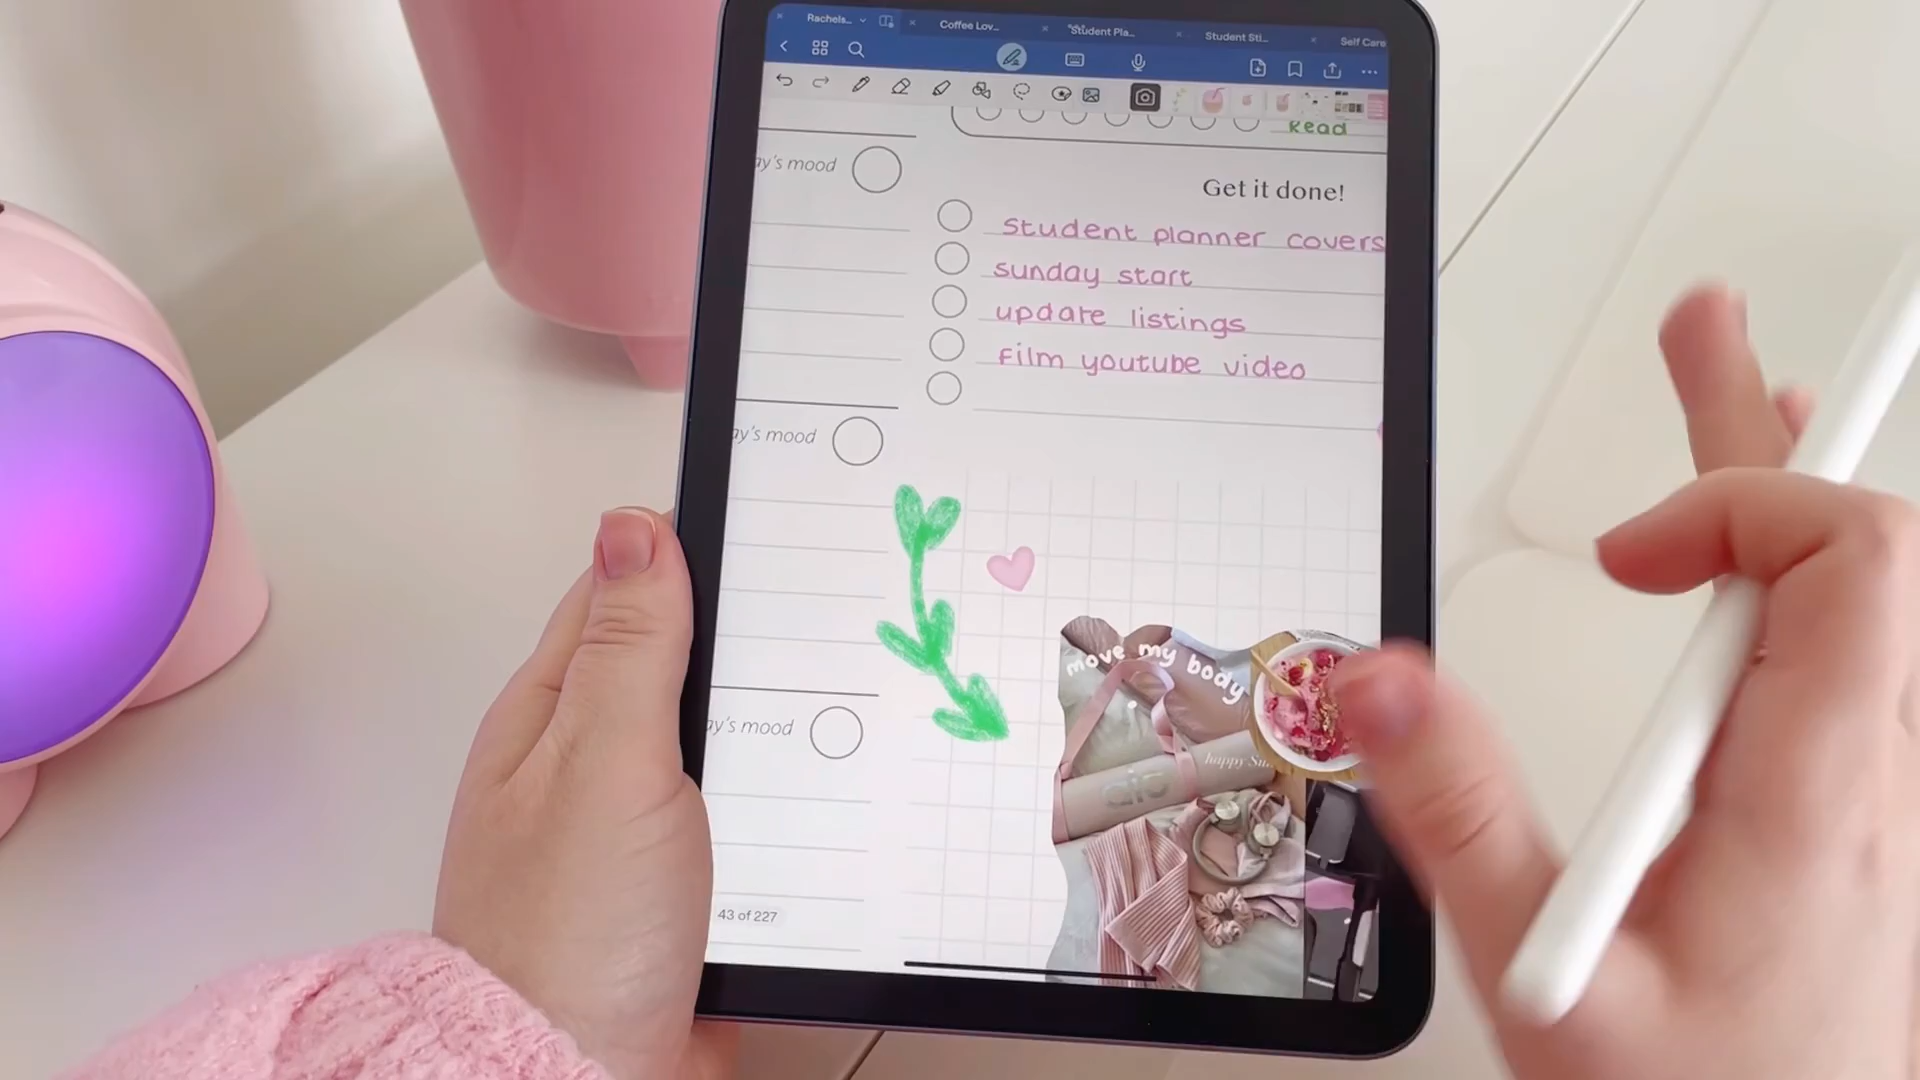 Rachels...
Coffee Lov...
Student Pla...
Student Sti...
Self Care
Read
ay's mood
Get it done!
student planner covers
sunday start
update listings
film youtube video
ay's mood
move my body
happy Su
alo
ay's mood
43 of 227